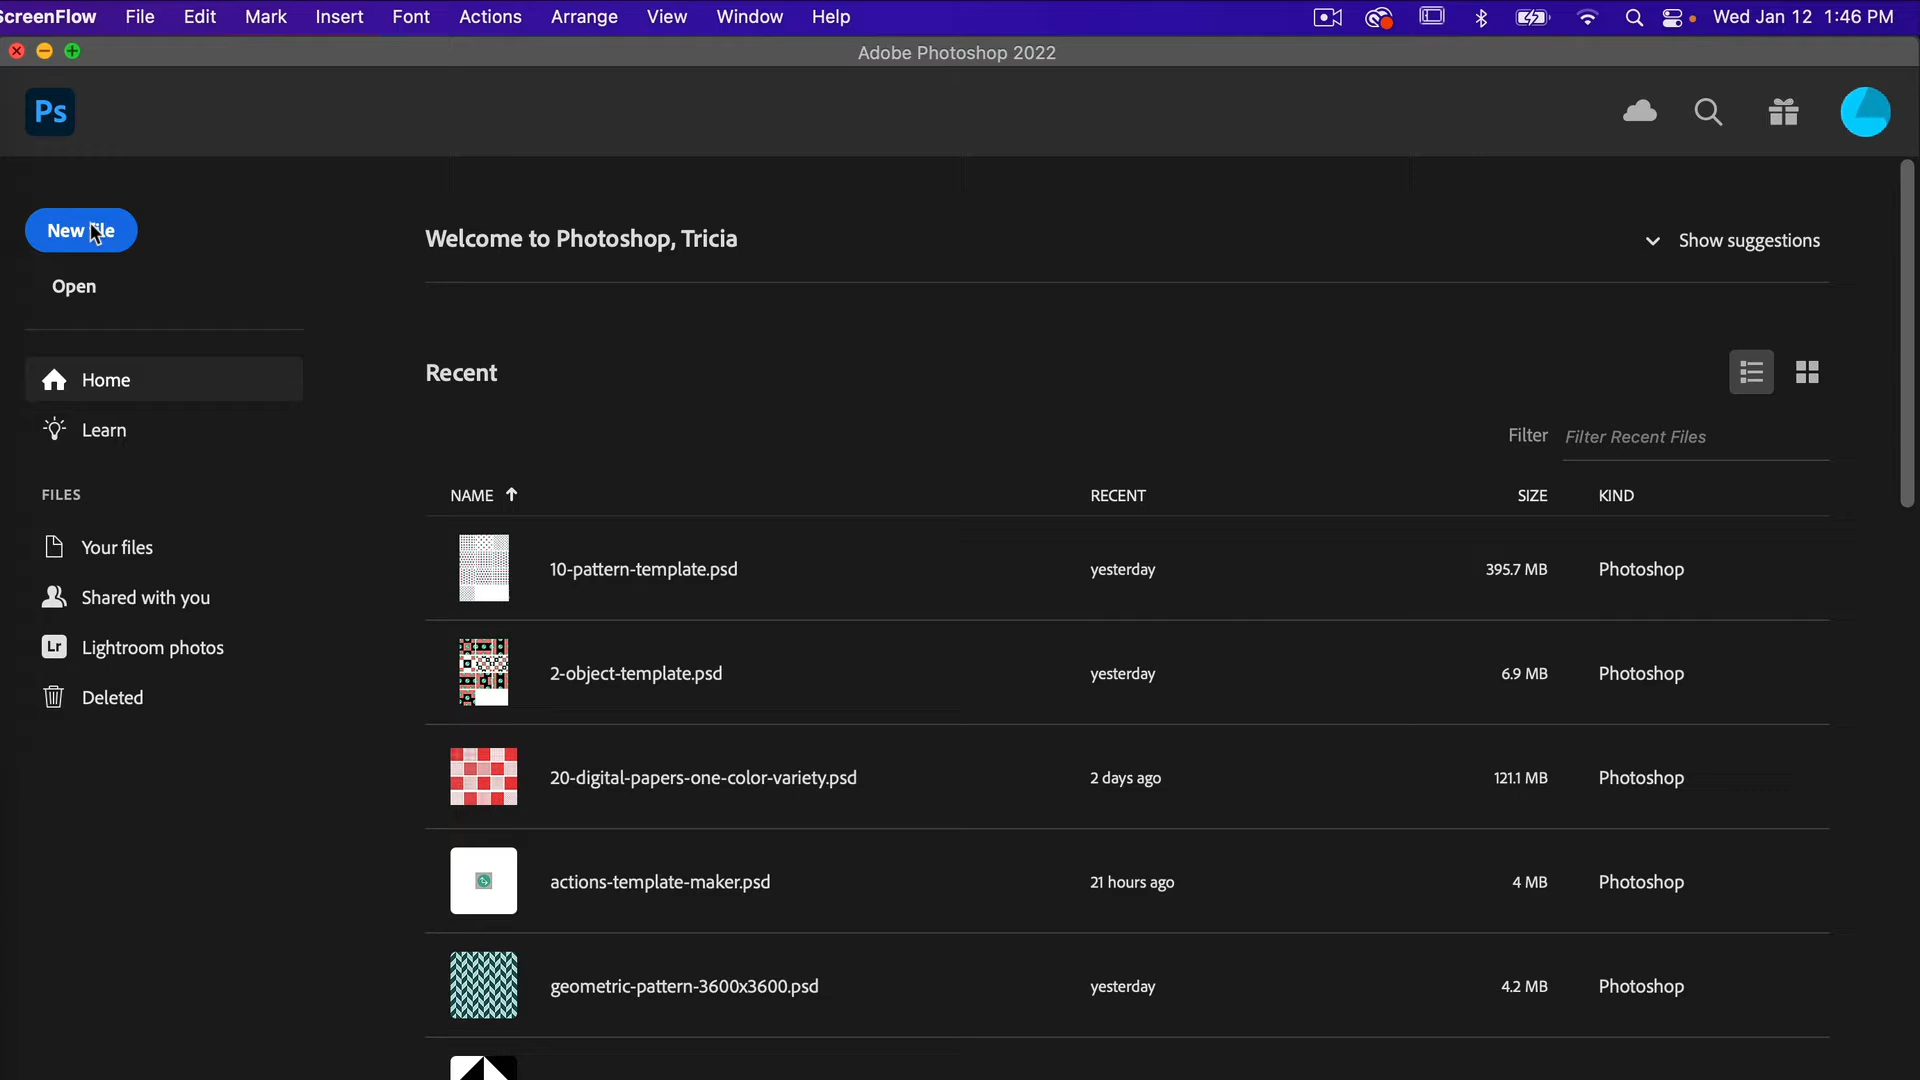 ScreenFlow File Edit Mark Insert Font Actions Arrange View Window Help Wed Jan 12 1:46 PM
Adobe Photoshop 2022
Ps
New file
Open
Home
Learn
FILES
Your files
Shared with you
Lr Lightroom photos
Deleted
Welcome to Photoshop, Tricia
Show suggestions
Recent
Filter Filter Recent Files
NAME RECENT SIZE KIND
10-pattern-template.psd yesterday 395.7 MB Photoshop
2-object-template.psd yesterday 6.9 MB Photoshop
20-digital-papers-one-color-variety.psd 2 days ago 121.1 MB Photoshop
actions-template-maker.psd 21 hours ago 4 MB Photoshop
geometric-pattern-3600x3600.psd yesterday 4.2 MB Photoshop